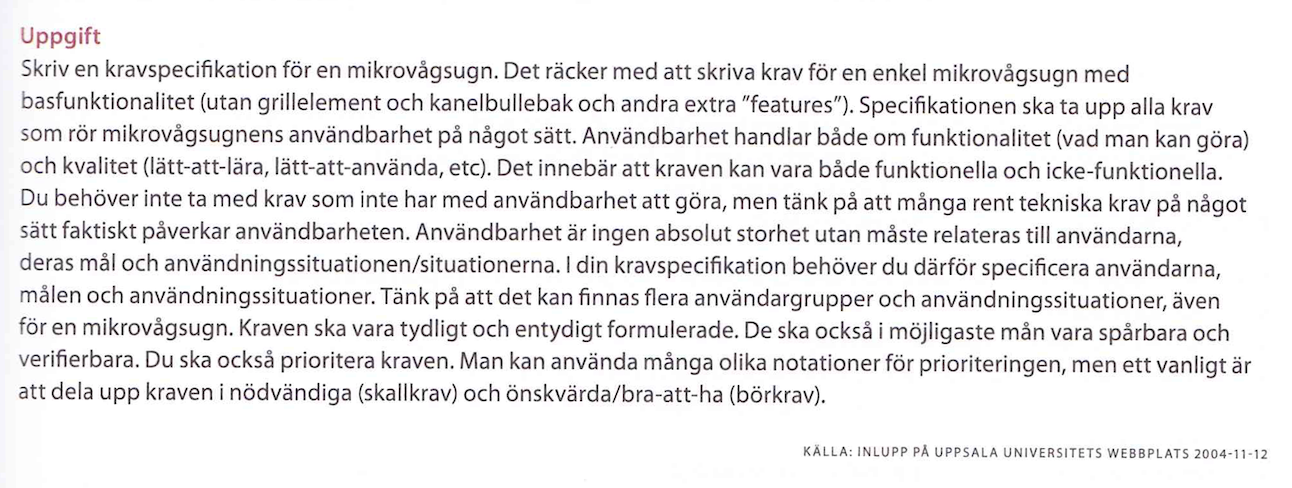 Uppgift
Skriv en kravspecifikation för en mikrovågsugn. Det räcker med att skriva krav för en enkel mikrovågsugn med
basfunktionalitet (utan grillelement och kanelbullebak och andra extra ”features”). Specifikationen ska ta upp alla krav
som rör mikrovågsugnens användbarhet på något sätt. Användbarhet handlar både om funktionalitet (vad man kan göra)
och kvalitet (lätt-att-lära, lätt-att-använda, etc). Det innebär att kraven kan vara både funktionella och icke-funktionella.
Du behöver inte ta med krav som inte har med användbarhet att göra, men tänk på att många rent tekniska krav på något
sätt faktiskt påverkar användbarheten. Användbarhet är ingen absolut storhet utan måste relateras till användarna,
deras mål och användningssituationen/situationerna. I din kravspecifikation behöver du därför specificera användarna,
målen och användningssituationer. Tänk på att det kan finnas flera användargrupper och användningssituationer, även
för en mikrovågsugn. Kraven ska vara tydligt och entydigt formulerade. De ska också i möjligaste mån vara spårbara och
verifierbara. Du ska också prioritera kraven. Man kan använda många olika notationer för prioriteringen, men ett vanligt är
att dela upp kraven i nödvändiga (skallkrav) och önskvärda/bra-att-ha (börkrav).
KÄLLA: INLUPP PÅ UPPSALA UNIVERSITETS WEBBPLATS 2004-11-12